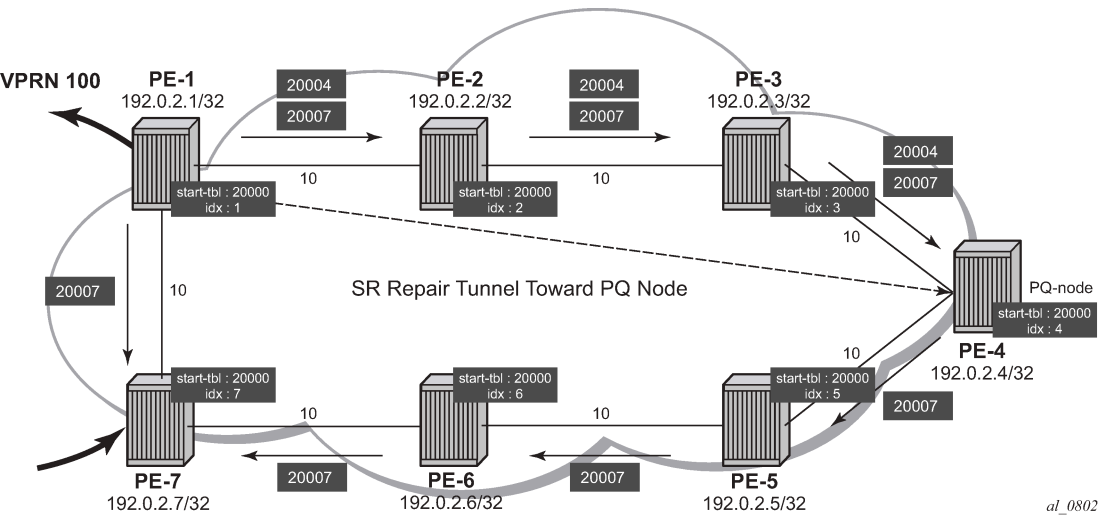 VPRN 100
PE-1
192.0.2.1/32
20004
20007
PE-2
192.0.2.2/32
20004
20007
PE-3
192.0.2.3/32
20004
20007
start-tbl : 20000
idx : 1
10
start-tbl : 20000
idx : 2
10
start-tbl : 20000
idx : 3
10
20007
10
SR Repair Tunnel Toward PQ Node
PQ-node
start-tbl : 20000
idx : 4
PE-4
192.0.2.4/32
10
start-tbl : 20000
idx : 7
10
start-tbl : 20000
idx : 6
10
start-tbl : 20000
idx : 5
20007
PE-7
192.0.2.7/32
20007
PE-6
192.0.2.6/32
20007
PE-5
192.0.2.5/32
al_0802